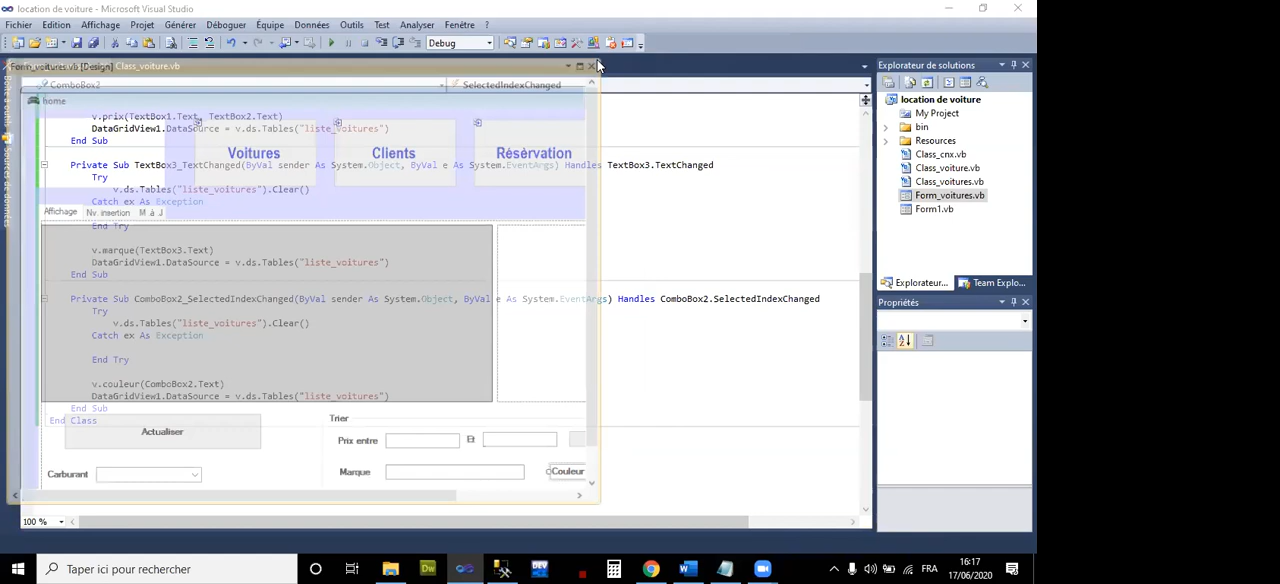 location de voiture - Microsoft Visual Studio
Fichier Edition Affichage Projet Générer Déboguer Équipe Données Outils Test Analyser Fenêtre ?
Debug
Form_voitures.vb [Design] Class_voiture.vb
ComboBox2 SelectedIndexChanged
home
v.prix(TextBox1.Text, TextBox2.Text)
DataGridView1.DataSource = v.ds.Tables("liste_voitures")
End Sub
Voitures Clients Rèservation
Private Sub TextBox3_TextChanged(ByVal sender As System.Object, ByVal e As System.EventArgs) Handles TextBox3.TextChanged
Try
v.ds.Tables("liste_voitures").Clear()
Catch ex As Exception
Affichage Nv. insertion M à J
End Try
v.marque(TextBox3.Text)
DataGridView1.DataSource = v.ds.Tables("liste_voitures")
End Sub
Private Sub ComboBox2_SelectedIndexChanged(ByVal sender As System.Object, ByVal e As System.EventArgs) Handles ComboBox2.SelectedIndexChanged
Try
v.ds.Tables("liste_voitures").Clear()
Catch ex As Exception
End Try
v.couleur(ComboBox2.Text)
DataGridView1.DataSource = v.ds.Tables("liste_voitures")
End Sub
End Class
Actualiser
Trier
Prix entre
Et
Carburant
Marque
Couleur
100 %
Boîte à outils
Sources de données
Explorateur de solutions
location de voiture
My Project
bin
Resources
Class_cnx.vb
Class_voiture.vb
Class_voitures.vb
Form_voitures.vb
Form1.vb
Explorateur... Team Explo...
Propriétés
Taper ici pour rechercher
Dw
DEV
W
FRA
16:17
17/06/2020